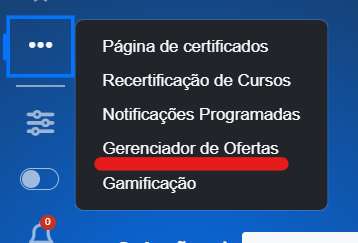 Página de certificados
Recertificação de Cursos
Notificações Programadas
Gerenciador de Ofertas
Gamificação
0